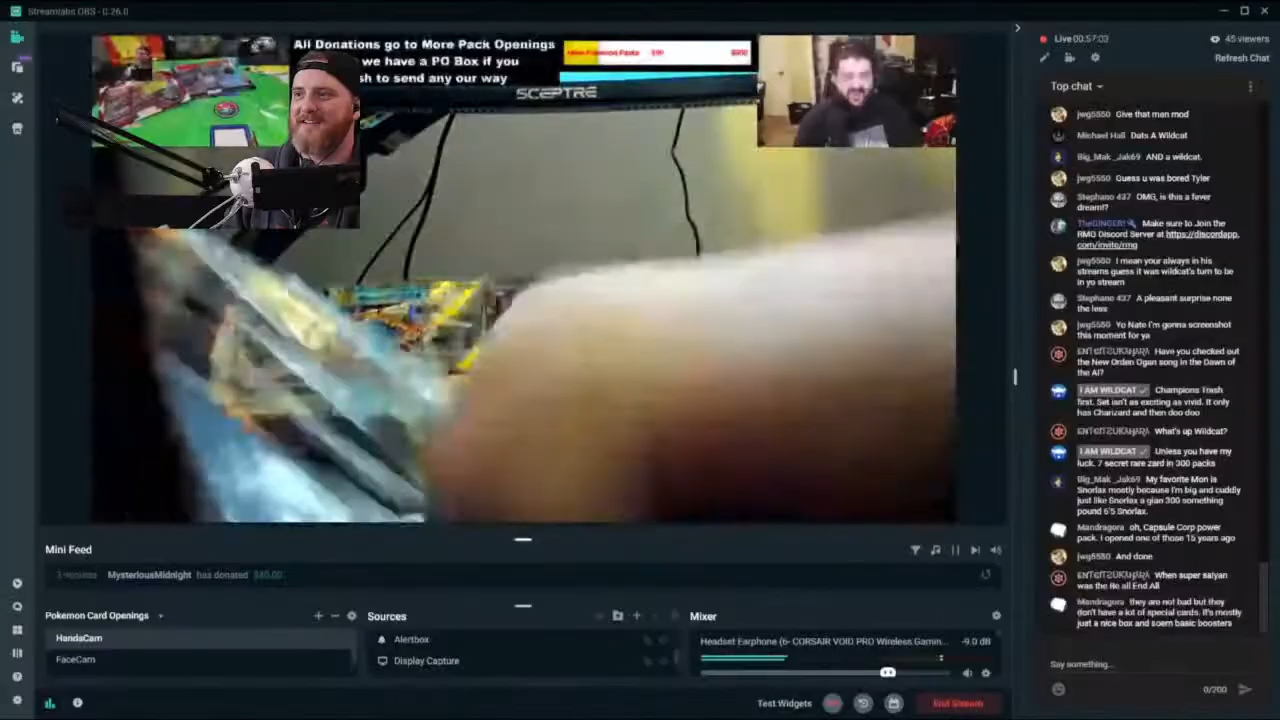 Streamlabs OBS - 0.26.0
All Donations go to More Pack Openings
we have a PO Box if you
sh to send any our way
SCEPTRE
Live 00:57:03
45 viewers
Refresh Chat
Top chat
jwg5550 Give that man mod
Michael Hall Dats A Wildcat
Big_Mak_Jak69 AND a wildcat.
jwg5550 Guess u was bored Tyler
Stephano 437 OMG, is this a fever
dream!?
TheGINGER! Make sure to Join the
RMG Discord Server at https://discordapp.
com/invite/rmg
jwg5550 I mean your always in his
streams guess it was wildcat's turn to be
in yo stream
Stephano 437 A pleasant surprise none
the less
jwg5550 Yo Nate I'm gonna screenshot
this moment for ya
Have you checked out
the New Orden Ogan song in the Dawn of
the AI?
I AM WILDCAT Champions Trash
first. Set isn't as exciting as vivid. It only
has Charizard and then doo doo
What's up Wildcat?
I AM WILDCAT Unless you have my
luck. 7 secret rare zard in 300 packs
Big_Mak_Jak69 My favorite Mon is
Snorlax mostly because I'm big and cuddly
just like Snorlax a gian 300 something
pound 6'5 Snorlax.
Mandragora oh, Capsule Corp power
pack. I opened one of those 15 years ago
jwg5550 And done
When super saiyan
was the Be all End All
Mandragora they are not bad but they
don't have a lot of special cards. It's mostly
just a nice box and soem basic boosters
Say something...
0/200
Mini Feed
3 minutes MysteriousMidnight has donated
Pokemon Card Openings
HandsCam
FaceCam
Sources
Alertbox
Display Capture
Mixer
Headset Earphone (6- CORSAIR VOID PRO Wireless Gamin... -9.0 dB
Test Widgets
End Stream